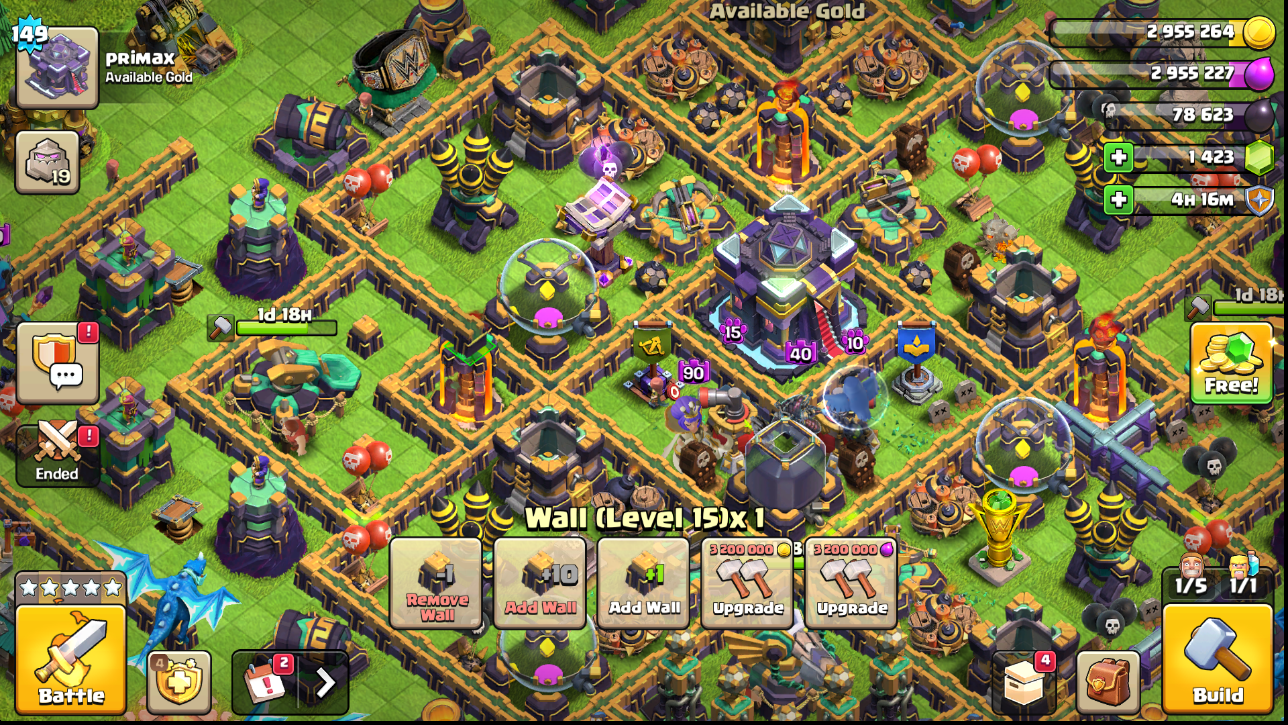 Available Gold
149
primax
Available Gold
2 955 264
2 955 227
78 623
1 423
4H 16M
19
1d 18H
1d 18H
15
40
10
90
0
Free!
!
!
Ended
Wall (Level 15)x 1
-1
Remove
Wall
+10
Add Wall
+1
Add Wall
3 200 000
Upgrade
3 200 000
Upgrade
1/5
1/1
Battle
4
2
4
Build